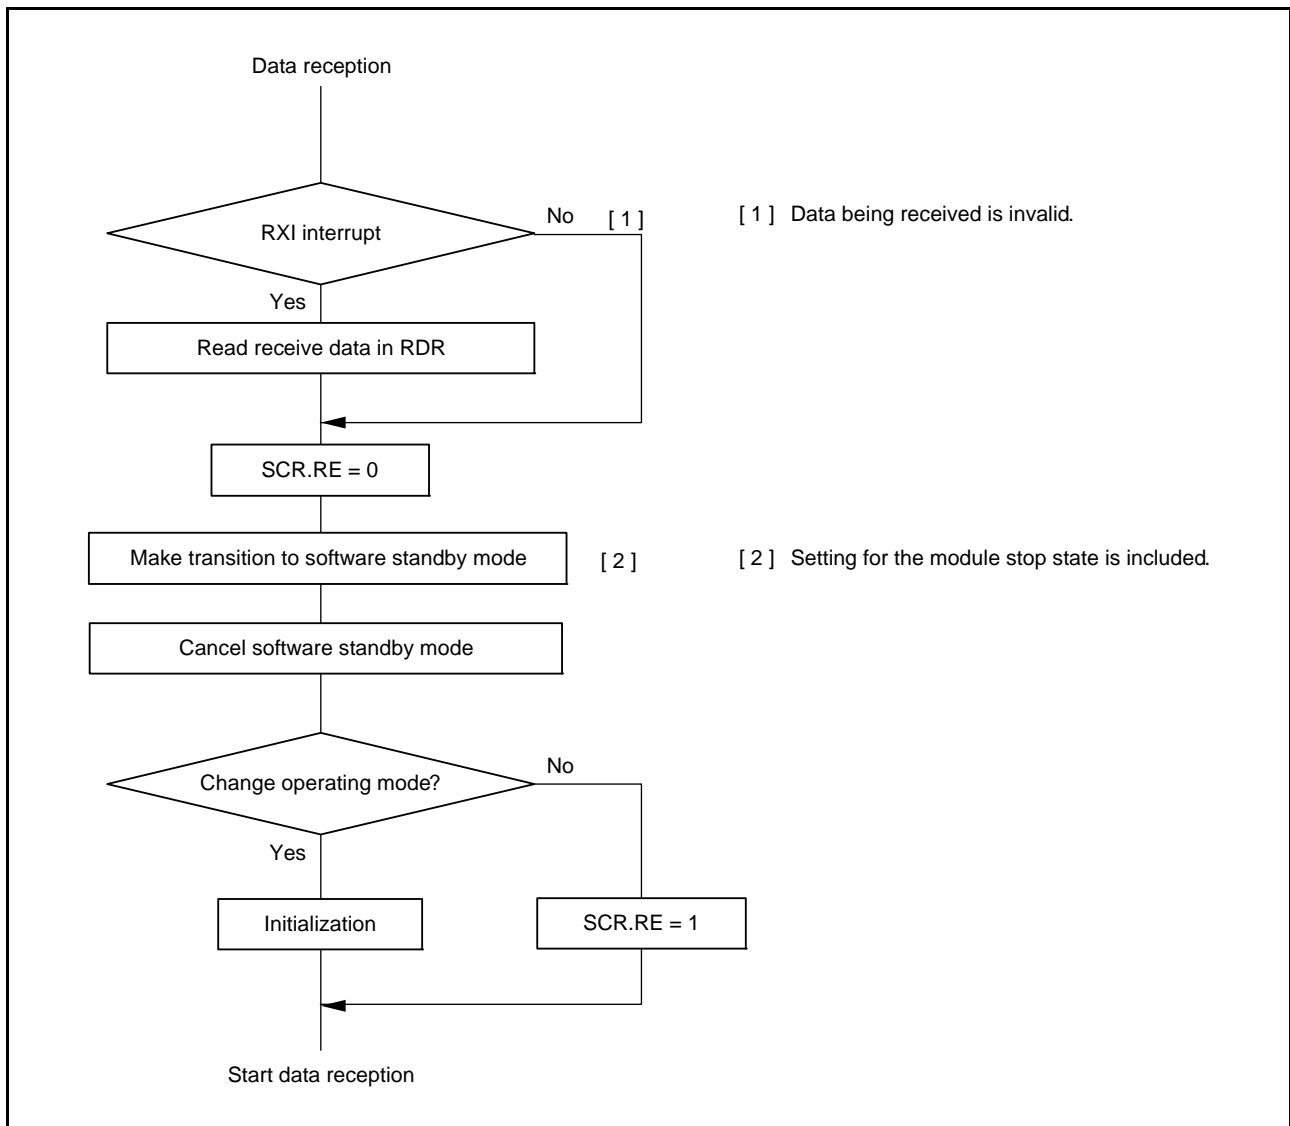 Data reception
RXI interrupt
No
[ 1 ]
[ 1 ] Data being received is invalid.
Yes
Read receive data in RDR
SCR.RE = 0
Make transition to software standby mode
[ 2 ]
[ 2 ] Setting for the module stop state is included.
Cancel software standby mode
Change operating mode?
No
Yes
Initialization
SCR.RE = 1
Start data reception